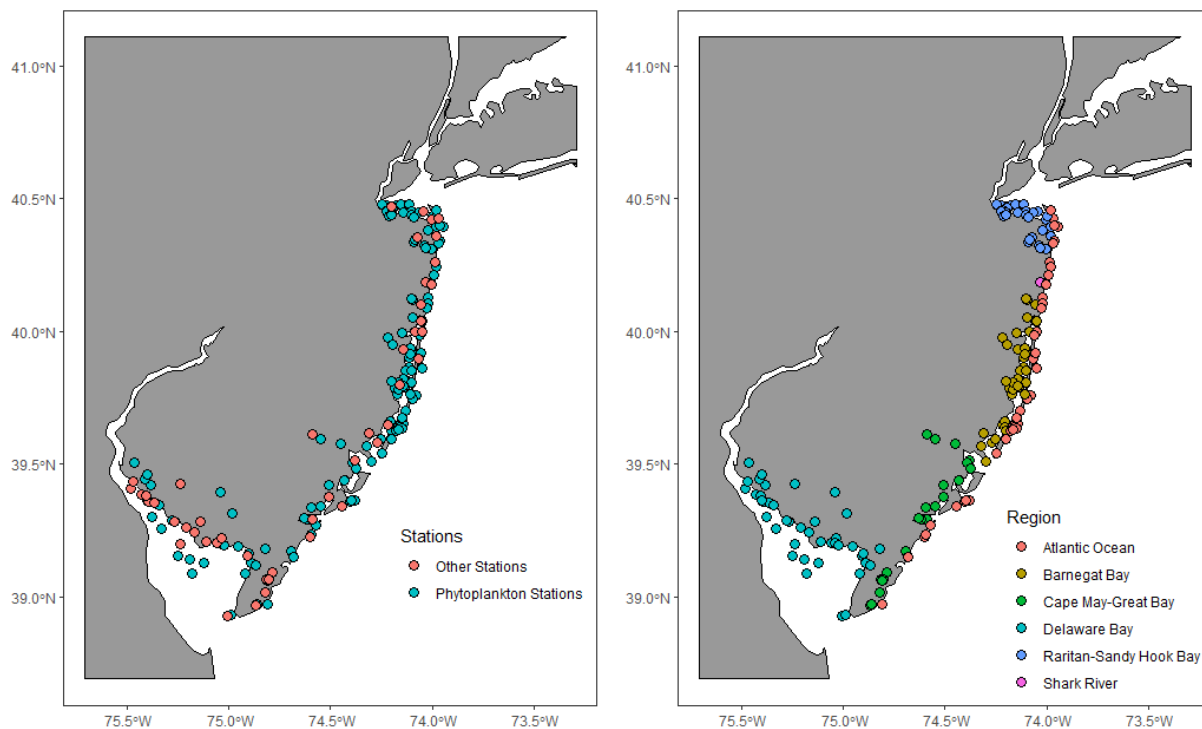 41.0°N
40.5°N
40.0°N
39.5°N
39.0°N
75.5°W 75.0°W 74.5°W 74.0°W 73.5°W
Stations
Other Stations
Phytoplankton Stations
41.0°N
40.5°N
40.0°N
39.5°N
39.0°N
75.5°W 75.0°W 74.5°W 74.0°W 73.5°W
Region
Atlantic Ocean
Barnegat Bay
Cape May-Great Bay
Delaware Bay
Raritan-Sandy Hook Bay
Shark River